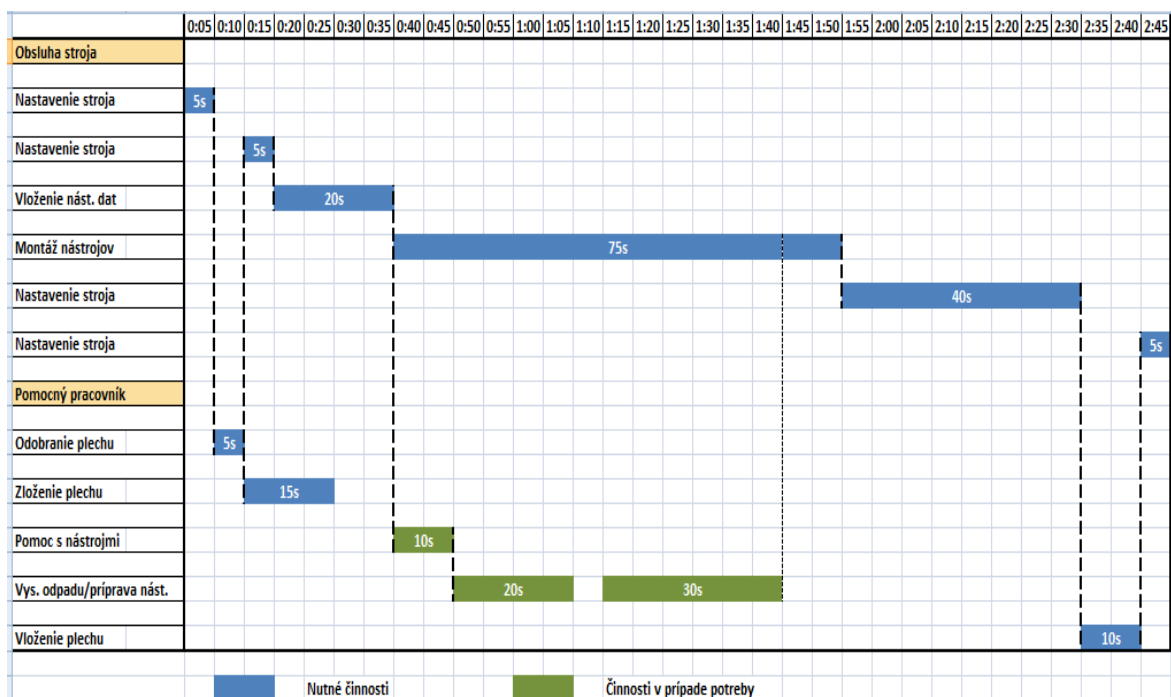 0:05 0:10 0:15 0:20 0:25 0:30 0:35 0:40 0:45 0:50 0:55 1:00 1:05 1:10 1:15 1:20 1:25 1:30 1:35 1:40 1:45 1:50 1:55 2:00 2:05 2:10 2:15 2:20 2:25 2:30 2:35 2:40 2:45
Obsluha stroja
Nastavenie stroja 5s
Nastavenie stroja 5s
Vloženie nást. dat 20s
Montáž nástrojov 75s
Nastavenie stroja 40s
Nastavenie stroja 5s
Pomocný pracovník
Odobranie plechu 5s
Zloženie plechu 15s
Pomoc s nástrojmi 10s
Vys. odpadu/príprava nást. 20s 30s
Vloženie plechu 10s
Nutné činnosti Činnosti v prípade potreby